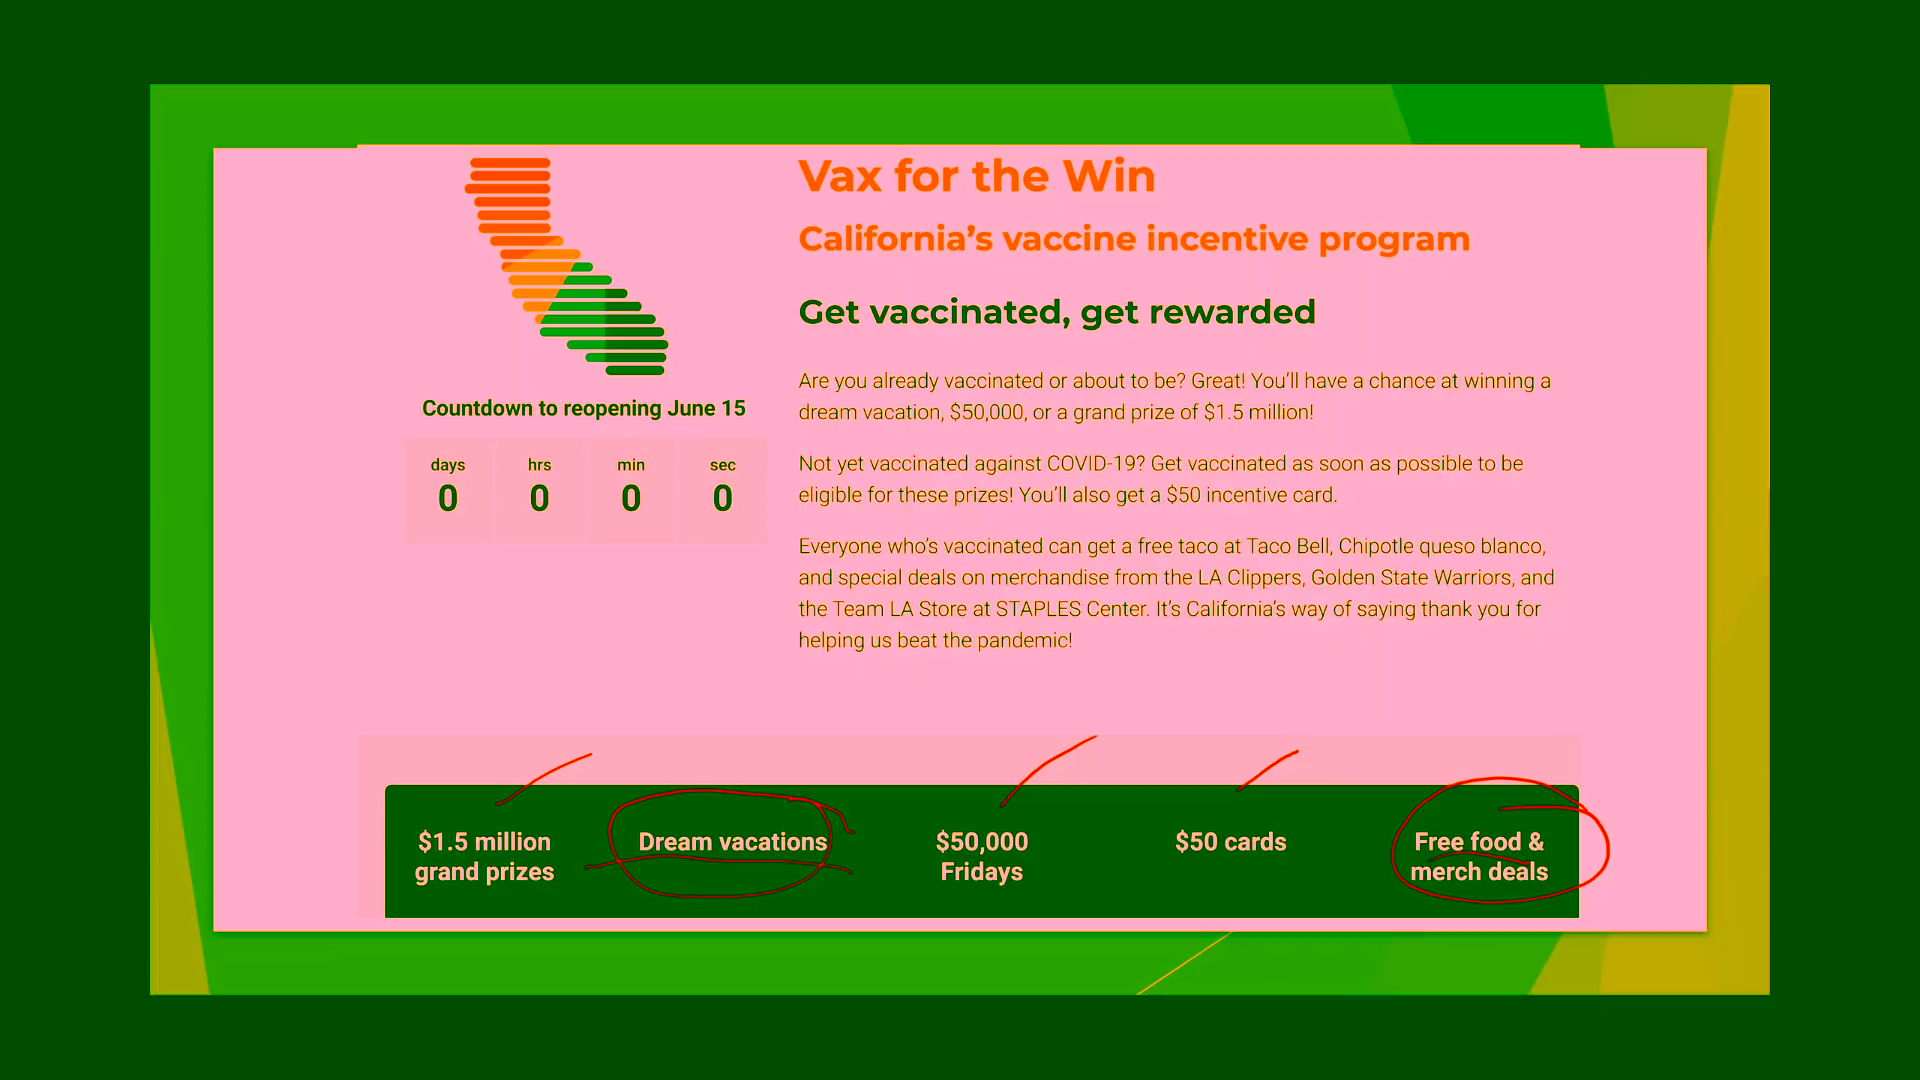 Vax for the Win
California’s vaccine incentive program
Get vaccinated, get rewarded
Are you already vaccinated or about to be? Great! You’ll have a chance at winning a
dream vacation, $50,000, or a grand prize of $1.5 million!
Not yet vaccinated against COVID-19? Get vaccinated as soon as possible to be
eligible for these prizes! You’ll also get a $50 incentive card.
Everyone who’s vaccinated can get a free taco at Taco Bell, Chipotle queso blanco,
and special deals on merchandise from the LA Clippers, Golden State Warriors, and
the Team LA Store at STAPLES Center. It’s California’s way of saying thank you for
helping us beat the pandemic!
Countdown to reopening June 15
days hrs min sec
0 0 0 0
$1.5 million
grand prizes
Dream vacations
$50,000
Fridays
$50 cards
Free food &
merch deals